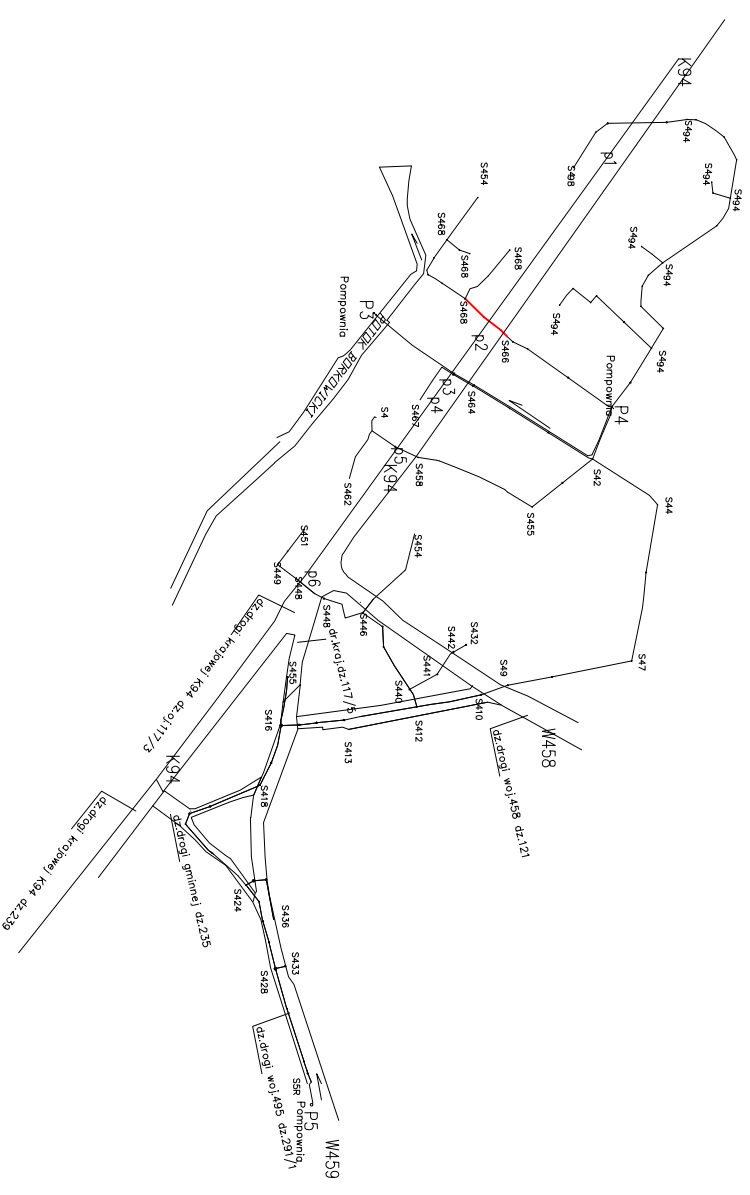 K94
S494
p1
S498
S494
S494
S454
S468
S494
S494
S468
S468
Pompownia
P3
S468
S494
POTOK BORKOWICKI
p2
S466
S494
Pompownia
P4
p3
S464
p4
S467
S4
p5
K94
S458
S42
S462
S44
S455
S451
S454
S449
p6
S448
S448
S446
S432
S442
dz.drogi krajowej K94 dz.oj.117/3
dr.kraj.dz.117/5
S47
S455
S441
S49
S440
S410
S416
S412
W458
S413
dz.drogi woj.458 dz.121
K94
S418
dz.drogi krajowej K94 dz.239
dz.drogi gminnej dz.235
S424
S436
S433
S428
dz.drogi woj.495 dz.291/1
S5R
Pompownia
P5
W459